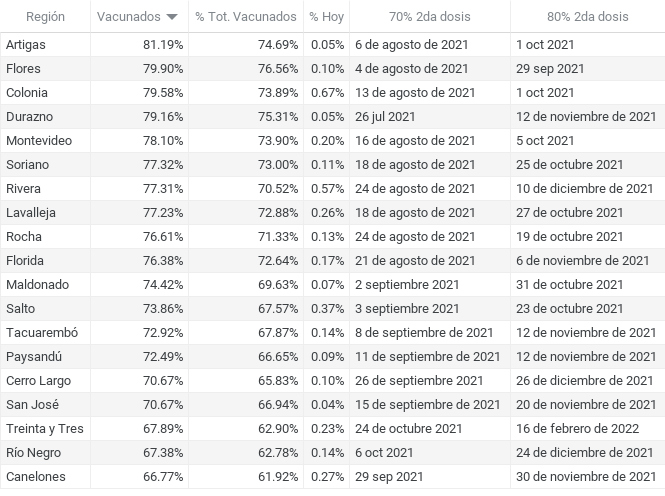 Región Vacunados % Tot. Vacunados % Hoy 70% 2da dosis 80% 2da dosis
Artigas 81.19% 74.69% 0.05% 6 de agosto de 2021 1 oct 2021
Flores 79.90% 76.56% 0.10% 4 de agosto de 2021 29 sep 2021
Colonia 79.58% 73.89% 0.67% 13 de agosto de 2021 1 oct 2021
Durazno 79.16% 75.31% 0.05% 26 jul 2021 12 de noviembre de 2021
Montevideo 78.10% 73.90% 0.20% 16 de agosto de 2021 5 oct 2021
Soriano 77.32% 73.00% 0.11% 18 de agosto de 2021 25 de octubre 2021
Rivera 77.31% 70.52% 0.57% 24 de agosto de 2021 10 de diciembre de 2021
Lavalleja 77.23% 72.88% 0.26% 18 de agosto de 2021 27 de octubre 2021
Rocha 76.61% 71.33% 0.13% 24 de agosto de 2021 19 de octubre 2021
Florida 76.38% 72.64% 0.17% 21 de agosto de 2021 6 de noviembre de 2021
Maldonado 74.42% 69.63% 0.07% 2 septiembre 2021 31 de octubre 2021
Salto 73.86% 67.57% 0.37% 3 septiembre 2021 23 de octubre 2021
Tacuarembó 72.92% 67.87% 0.14% 8 de septiembre de 2021 12 de noviembre de 2021
Paysandú 72.49% 66.65% 0.09% 11 de septiembre de 2021 12 de noviembre de 2021
Cerro Largo 70.67% 65.83% 0.10% 26 de septiembre 2021 26 de diciembre de 2021
San José 70.67% 66.94% 0.04% 15 de septiembre de 2021 20 de noviembre de 2021
Treinta y Tres 67.89% 62.90% 0.23% 24 de octubre 2021 16 de febrero de 2022
Río Negro 67.38% 62.78% 0.14% 6 oct 2021 24 de diciembre de 2021
Canelones 66.77% 61.92% 0.27% 29 sep 2021 30 de noviembre de 2021